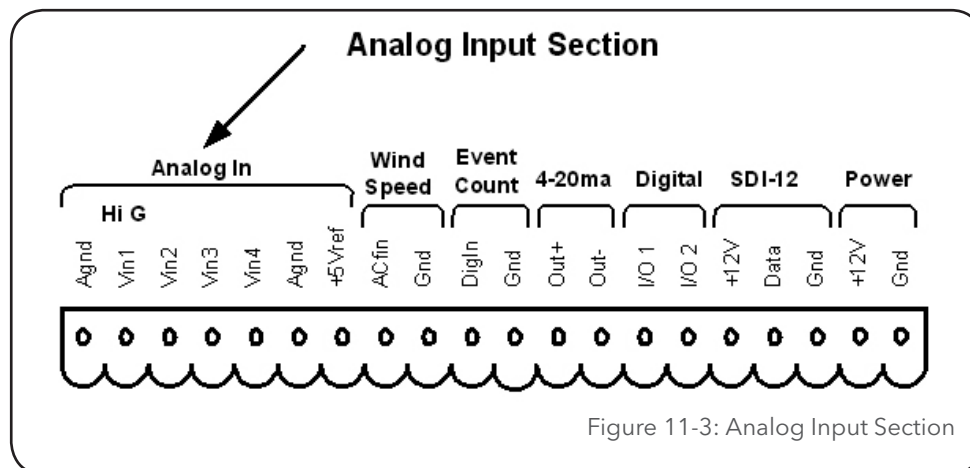 Analog Input Section
Analog In
Wind Speed
Event Count
4-20ma
Digital
SDI-12
Power
Hi G
Agnd
Vin1
Vin2
Vin3
Vin4
Agnd
+5Vref
ACfin
Gnd
DigIn
Gnd
Out+
Out-
I/O 1
I/O 2
+12V
Data
Gnd
+12V
Gnd
Figure 11-3: Analog Input Section